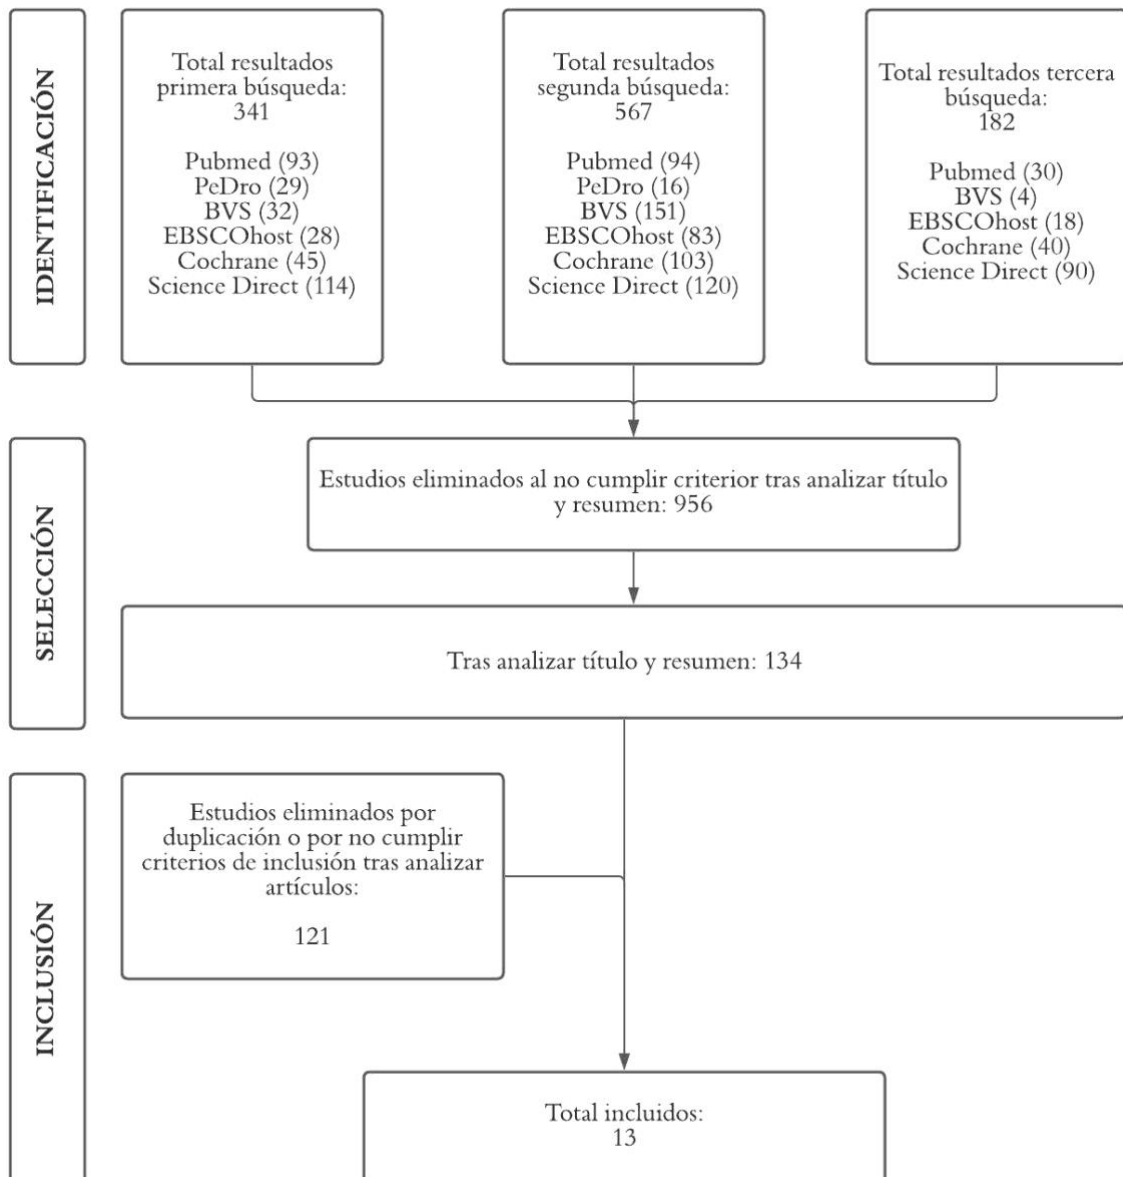 IDENTIFICACIÓN
Total resultados
primera búsqueda:
341
Pubmed (93)
PeDro (29)
BVS (32)
EBSCOhost (28)
Cochrane (45)
Science Direct (114)
Total resultados
segunda búsqueda:
567
Pubmed (94)
PeDro (16)
BVS (151)
EBSCOhost (83)
Cochrane (103)
Science Direct (120)
Total resultados tercera
búsqueda:
182
Pubmed (30)
BVS (4)
EBSCOhost (18)
Cochrane (40)
Science Direct (90)
SELECCIÓN
Estudios eliminados al no cumplir criterior tras analizar título
y resumen: 956
Tras analizar título y resumen: 134
INCLUSIÓN
Estudios eliminados por
duplicación o por no cumplir
criterios de inclusión tras analizar
artículos:
121
Total incluidos:
13